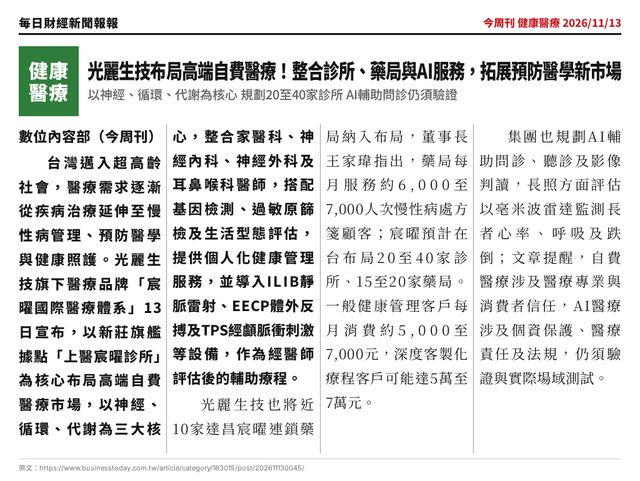 每日財經新聞報報
今周刊 健康醫療 2026/11/13
健康
醫療
光麗生技布局高端自費醫療！整合診所、藥局與AI服務，拓展預防醫學新市場
以神經、循環、代謝為核心 規劃20至40家診所 AI輔助問診仍須驗證
數位內容部（今周刊）
台灣邁入超高齡
社會，醫療需求逐漸
從疾病治療延伸至慢
性病管理、預防醫學
與健康照護。光麗生
技旗下醫療品牌「宸
曜國際醫療體系」13
日宣布，以新莊旗艦
據點「上醫宸曜診所」
為核心布局高端自費
醫療市場，以神經、
循環、代謝為三大核
心，整合家醫科、神
經內科、神經外科及
耳鼻喉科醫師，搭配
基因檢測、過敏原篩
檢及生活型態評估，
提供個人化健康管理
服務，並導入ILIB靜
脈雷射、EECP體外反
搏及TPS經顱脈衝刺激
等設備，作為經醫師
評估後的輔助療程。
光麗生技也將近
10家達昌宸曜連鎖藥
局納入布局，董事長
王家瑋指出，藥局每
月服務約6,000至
7,000人次慢性病處方
箋顧客；宸曜預計在
台布局20至40家診
所、15至20家藥局。
一般健康管理客戶每
月消費約5,000至
7,000元，深度客製化
療程客戶可能達5萬至
7萬元。
集團也規劃AI輔
助問診、聽診及影像
判讀，長照方面評估
以毫米波雷達監測長
者心率、呼吸及跌
倒；文章提醒，自費
醫療涉及醫療專業與
消費者信任，AI醫療
涉及個資保護、醫療
責任及法規，仍須驗
證與實際場域測試。
原文：https://www.businesstoday.com.tw/article/category/183015/post/202611130045/